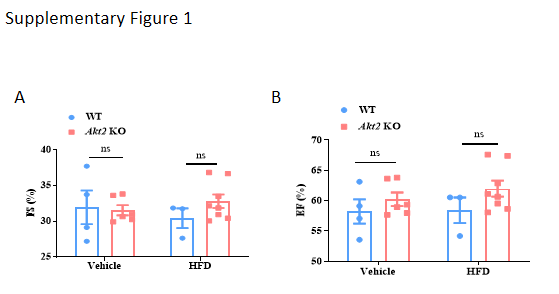 Supplementary Figure 1
A
WT
Akt2 KO
ns
ns
40
35
30
25
FS (%)
Vehicle
HFD
B
WT
Akt2 KO
ns
ns
70
65
60
55
50
EF (%)
Vehicle
HFD